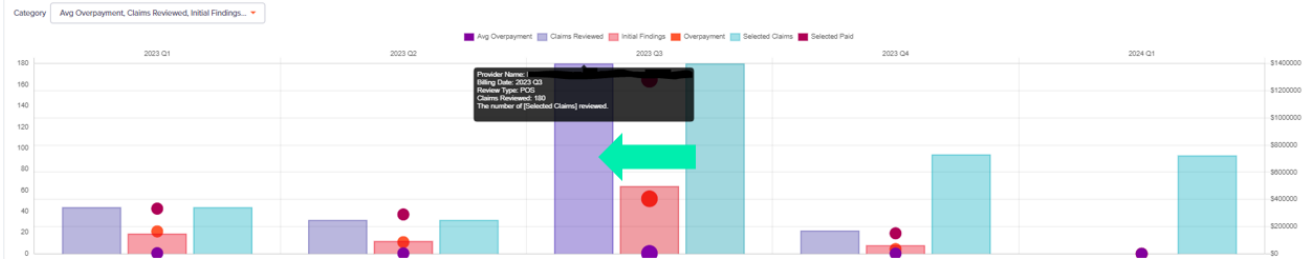 Category Avg Overpayment, Claims Reviewed, Initial Findings...
Avg Overpayment Claims Reviewed Initial Findings Overpayment Selected Claims Selected Paid
2023 Q1 2023 Q2 2023 Q3 2023 Q4 2024 Q1
180 $1400000
160 $1200000
140
120 $1000000
100 $800000
80 $600000
60
40 $400000
20 $200000
0 $0
Provider Name:
Billing Date: 2023 Q3
Review Type: POS
Claims Reviewed: 180
The number of [Selected Claims] reviewed.